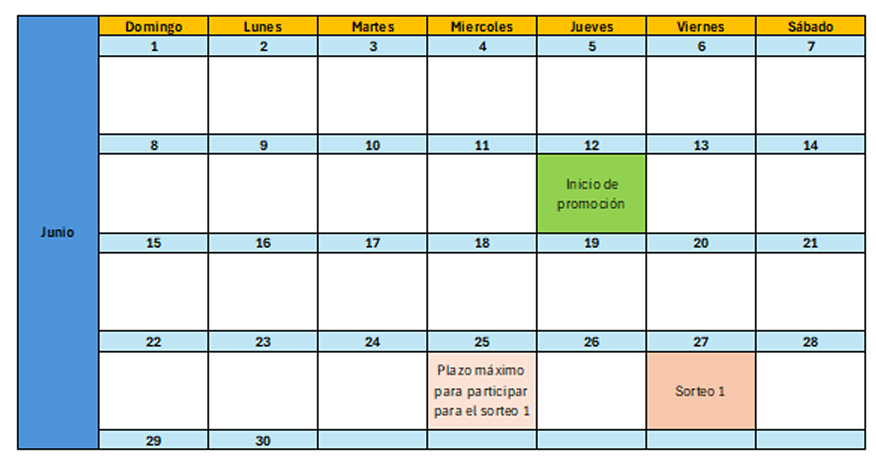 Domingo Lunes Martes Miercoles Jueves Viernes Sábado
1 2 3 4 5 6 7
8 9 10 11 12 13 14
Inicio de
promoción
Junio
15 16 17 18 19 20 21
22 23 24 25 26 27 28
Plazo máximo
para participar
para el sorteo 1
Sorteo 1
29 30